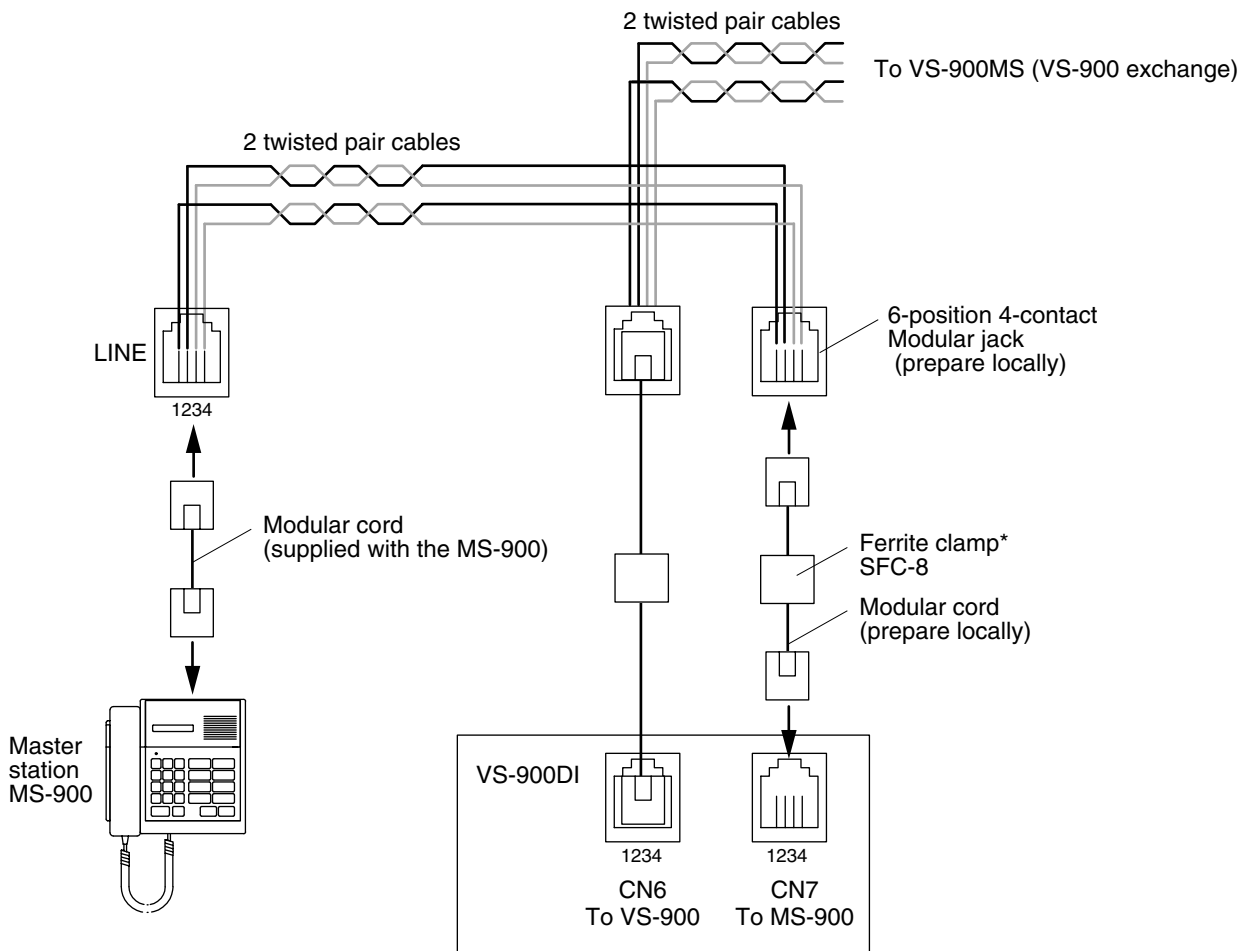 2 twisted pair cables
To VS-900MS (VS-900 exchange)
2 twisted pair cables
LINE
1234
6-position 4-contact
Modular jack
(prepare locally)
Modular cord
(supplied with the MS-900)
Ferrite clamp*
SFC-8
Modular cord
(prepare locally)
Master
station
MS-900
VS-900DI
1234
1234
CN6
To VS-900
CN7
To MS-900